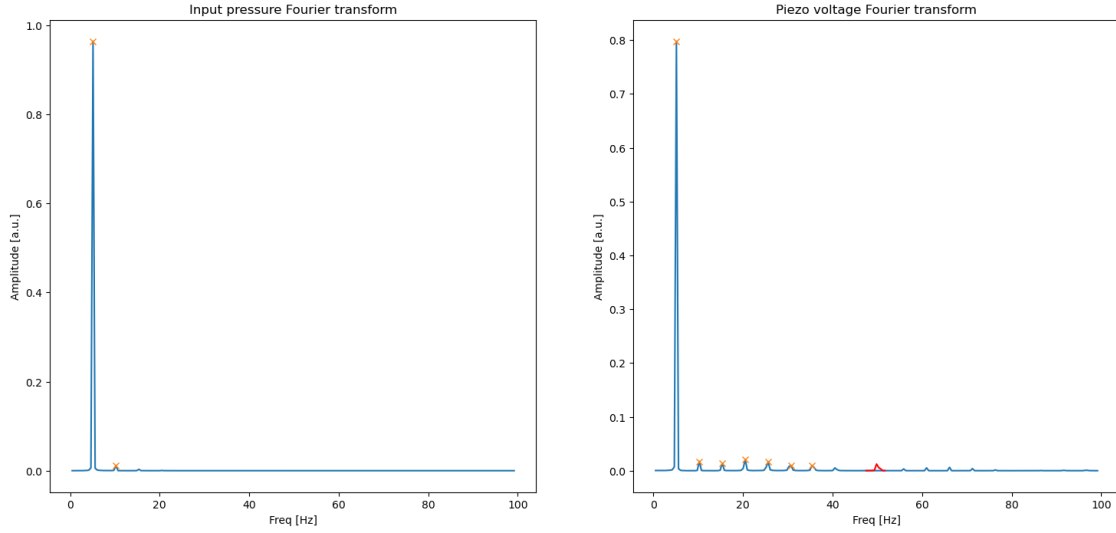 Input pressure Fourier transform
1.0
0.8
0.6
0.4
0.2
0.0
Amplitude [a.u.]
0 20 40 60 80 100
Freq [Hz]
Piezo voltage Fourier transform
0.8
0.7
0.6
0.5
0.4
0.3
0.2
0.1
0.0
Amplitude [a.u.]
0 20 40 60 80 100
Freq [Hz]